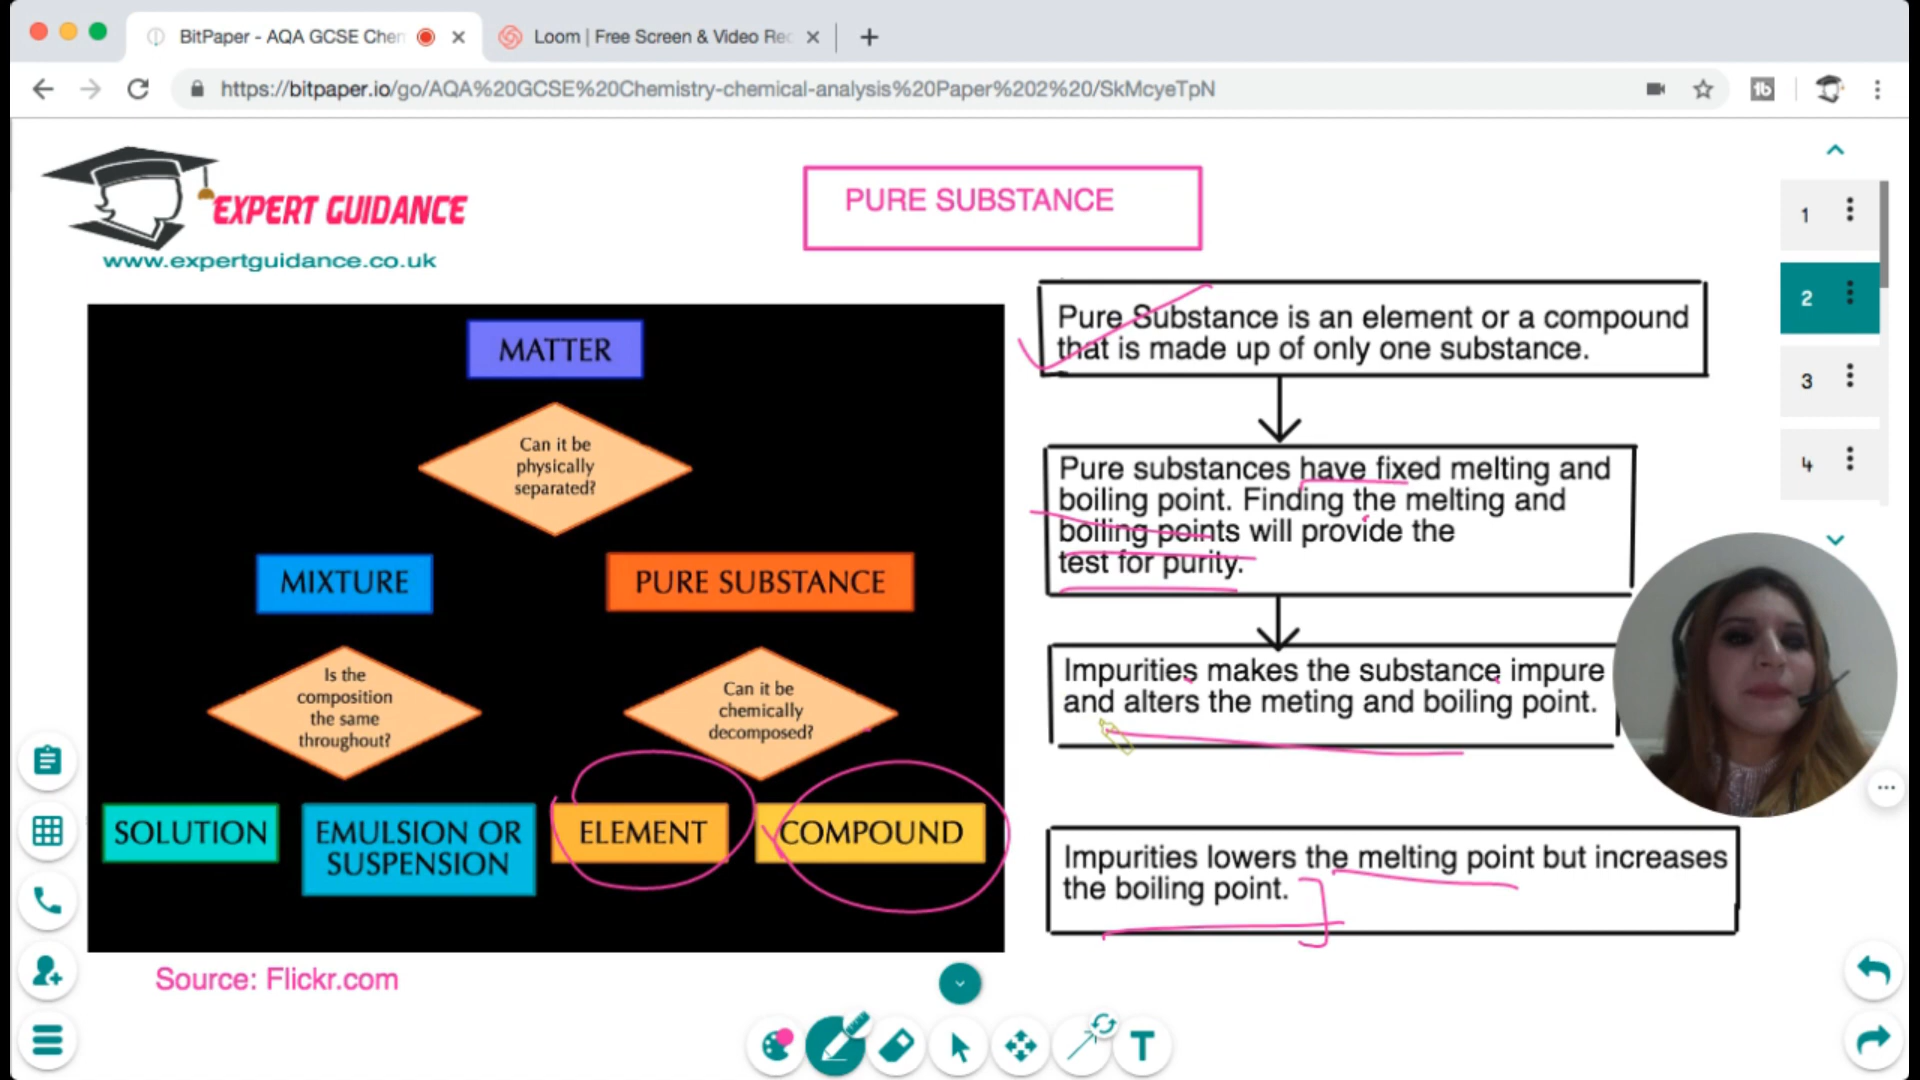 BitPaper - AQA GCSE Chem
Loom | Free Screen & Video Rec
https://bitpaper.io/go/AQA%20GCSE%20Chemistry-chemical-analysis%20Paper%202%20/SkMcyeTpN
EXPERT GUIDANCE
www.expertguidance.co.uk
PURE SUBSTANCE
MATTER
Can it be
physically
separated?
MIXTURE
PURE SUBSTANCE
Is the
composition
the same
throughout?
Can it be
chemically
decomposed?
SOLUTION
EMULSION OR
SUSPENSION
ELEMENT
COMPOUND
Source: Flickr.com
Pure Substance is an element or a compound
that is made up of only one substance.
Pure substances have fixed melting and
boiling point. Finding the melting and
boiling points will provide the
test for purity.
Impurities makes the substance impure
and alters the meting and boiling point.
Impurities lowers the melting point but increases
the boiling point.
1
2
3
4
T